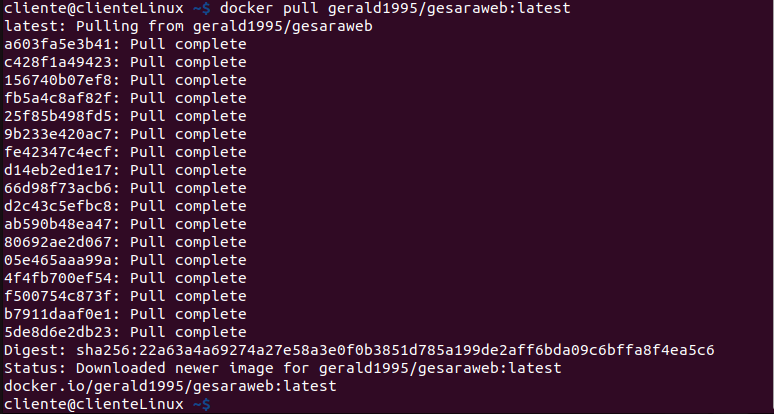 cliente@clienteLinux ~$ docker pull gerald1995/gesaraweb:latest
latest: Pulling from gerald1995/gesaraweb
a603fa5e3b41: Pull complete
c428f1a49423: Pull complete
156740b07ef8: Pull complete
fb5a4c8af82f: Pull complete
25f85b498fd5: Pull complete
9b233e420ac7: Pull complete
fe42347c4ecf: Pull complete
d14eb2ed1e17: Pull complete
66d98f73acb6: Pull complete
d2c43c5efbc8: Pull complete
ab590b48ea47: Pull complete
80692ae2d067: Pull complete
05e465aaa99a: Pull complete
4f4fb700ef54: Pull complete
f500754c873f: Pull complete
b7911daaf0e1: Pull complete
5de8d6e2db23: Pull complete
Digest: sha256:22a63a4a69274a27e58a3e0f0b3851d785a199de2aff6bda09c6bffa8f4ea5c6
Status: Downloaded newer image for gerald1995/gesaraweb:latest
docker.io/gerald1995/gesaraweb:latest
cliente@clienteLinux ~$